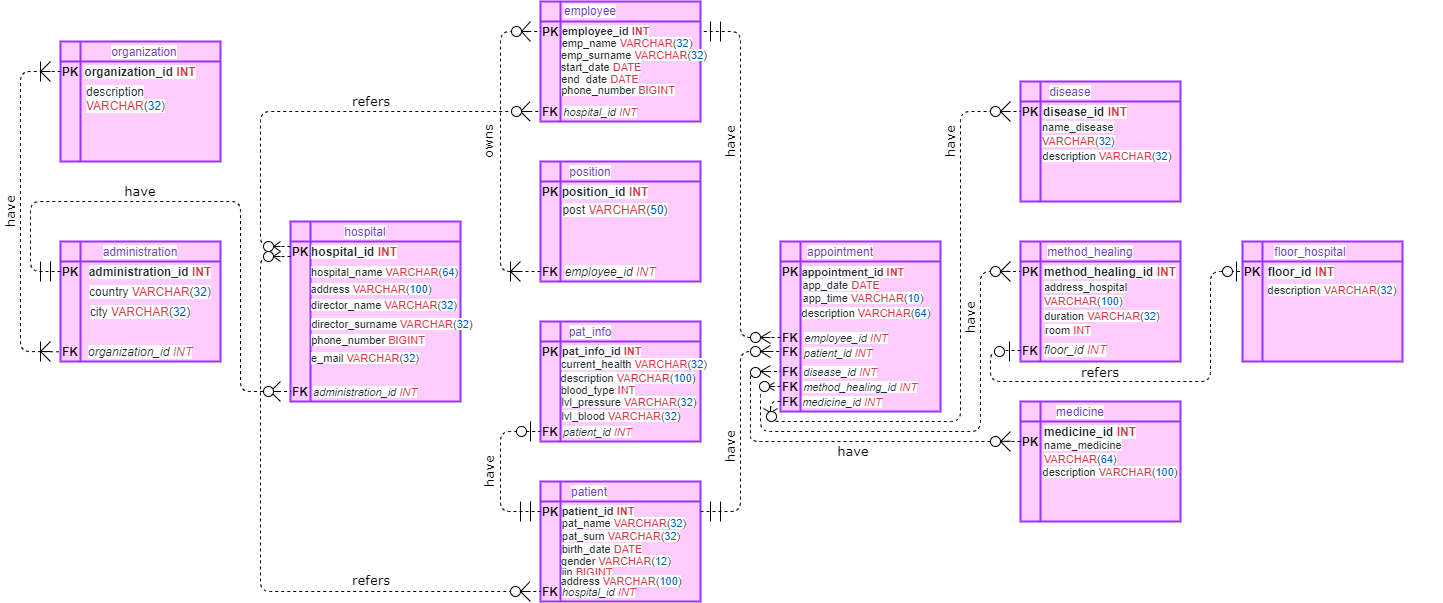 organization
PK organization_id INT
description
VARCHAR(32)
have
administration
PK administration_id INT
country VARCHAR(32)
city VARCHAR(32)
FK organization_id INT
have
hospital
PK hospital_id INT
hospital_name VARCHAR(64)
address VARCHAR(100)
director_name VARCHAR(32)
director_surname VARCHAR(32)
phone_number BIGINT
e_mail VARCHAR(32)
FK administration_id INT
refers
refers
employee
PK employee_id INT
emp_name VARCHAR(32)
emp_surname VARCHAR(32)
start_date DATE
end_date DATE
phone_number BIGINT
FK hospital_id INT
owns
position
PK position_id INT
post VARCHAR(50)
FK employee_id INT
pat_info
PK pat_info_id INT
current_health VARCHAR(32)
description VARCHAR(100)
blood_type INT
lvl_pressure VARCHAR(32)
lvl_blood VARCHAR(32)
FK patient_id INT
have
patient
PK patient_id INT
pat_name VARCHAR(32)
pat_surn VARCHAR(32)
birth_date DATE
gender VARCHAR(12)
iin BIGINT
address VARCHAR(100)
FK hospital_id INT
have
have
appointment
PK appointment_id INT
app_date DATE
app_time VARCHAR(10)
description VARCHAR(64)
FK employee_id INT
FK patient_id INT
FK disease_id INT
FK method_healing_id INT
FK medicine_id INT
have
have
have
disease
PK disease_id INT
name_disease
VARCHAR(32)
description VARCHAR(32)
method_healing
PK method_healing_id INT
address_hospital
VARCHAR(100)
duration VARCHAR(32)
room INT
FK floor_id INT
refers
floor_hospital
PK floor_id INT
description VARCHAR(32)
medicine
PK medicine_id INT
name_medicine
VARCHAR(64)
description VARCHAR(100)